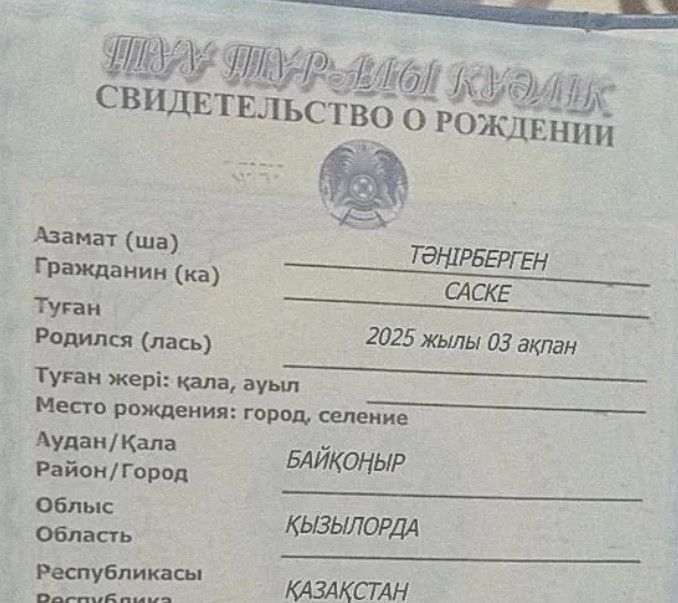 ТУУ ТУРАЛЫ КУӘЛІК
СВИДЕТЕЛЬСТВО О РОЖДЕНИИ
Азамат (ша)
Гражданин (ка)
ТӘҢІРБЕРГЕН
САСКЕ
Туған
Родился (лась)
2025 жылы 03 ақпан
Туған жері: қала, ауыл
Место рождения: город, селение
Аудан/Қала
Район/Город
БАЙҚОҢЫР
Облыс
Область
ҚЫЗЫЛОРДА
Республикасы
Республика
ҚАЗАҚСТАН